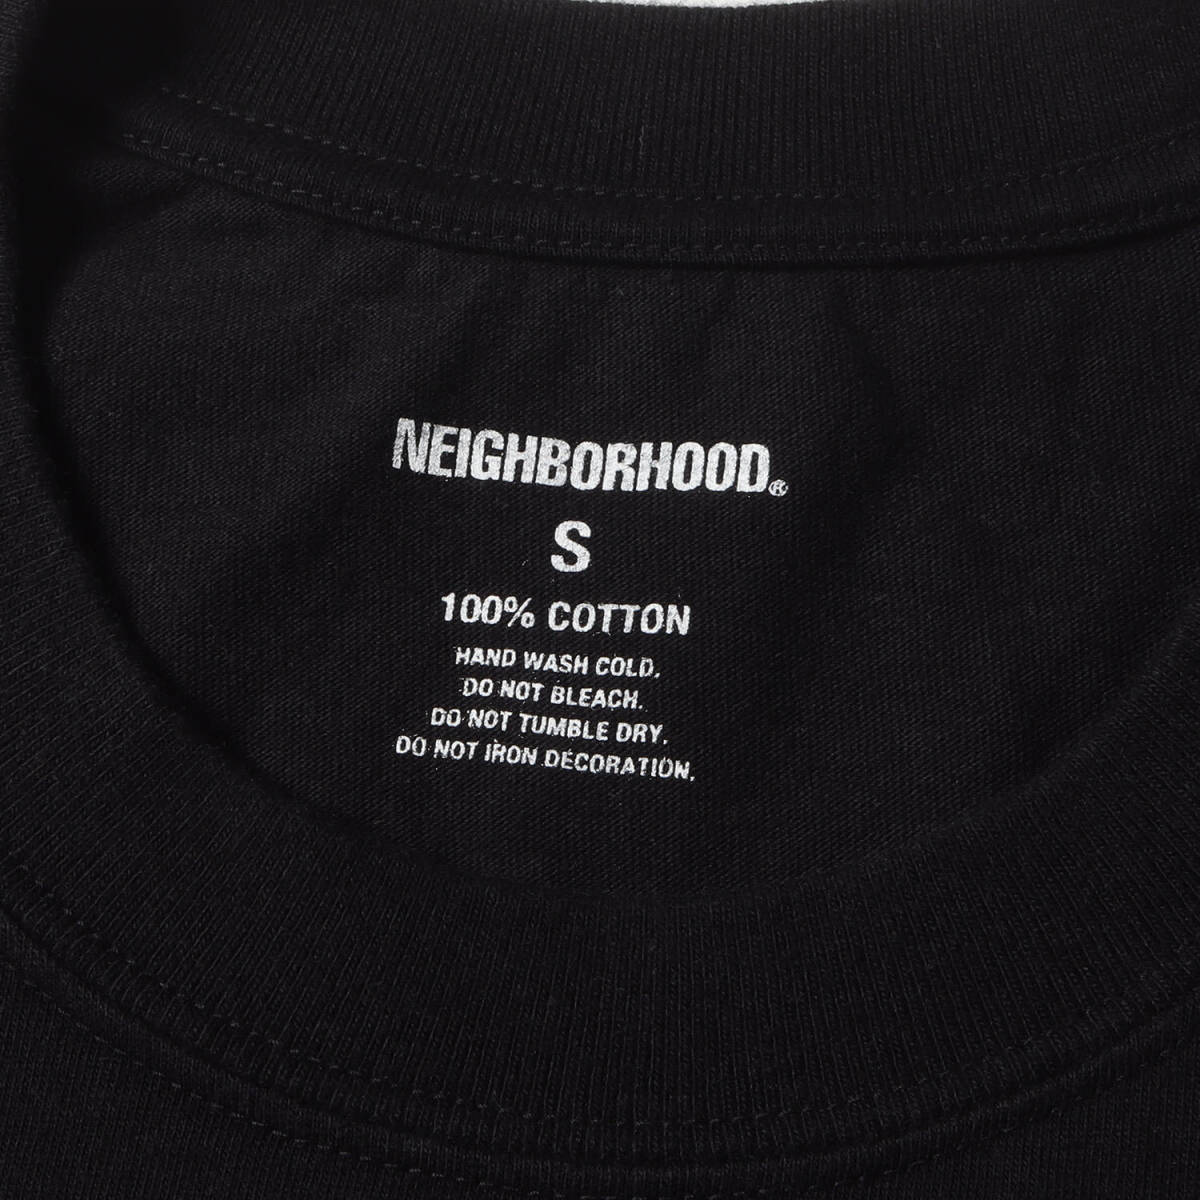 NEIGHBORHOOD®
S
100% COTTON
HAND WASH COLD.
DO NOT BLEACH.
DO NOT TUMBLE DRY.
DO NOT IRON DECORATION.